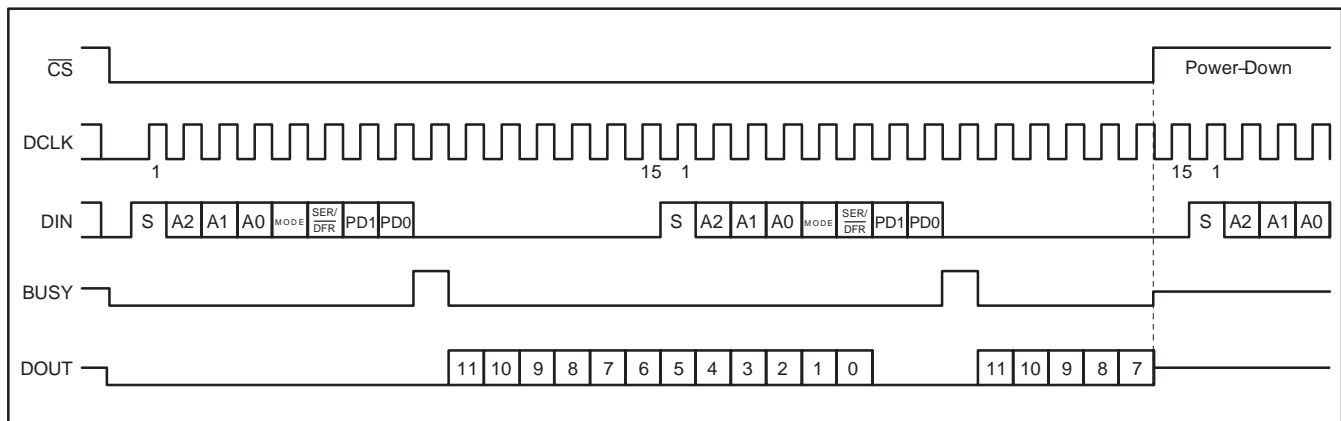 CS
Power–Down
DCLK
1
15 1
15 1
DIN
S A2 A1 A0 MODE SER/DFR PD1 PD0
S A2 A1 A0 MODE SER/DFR PD1 PD0
S A2 A1 A0
BUSY
DOUT
11 10 9 8 7 6 5 4 3 2 1 0
11 10 9 8 7